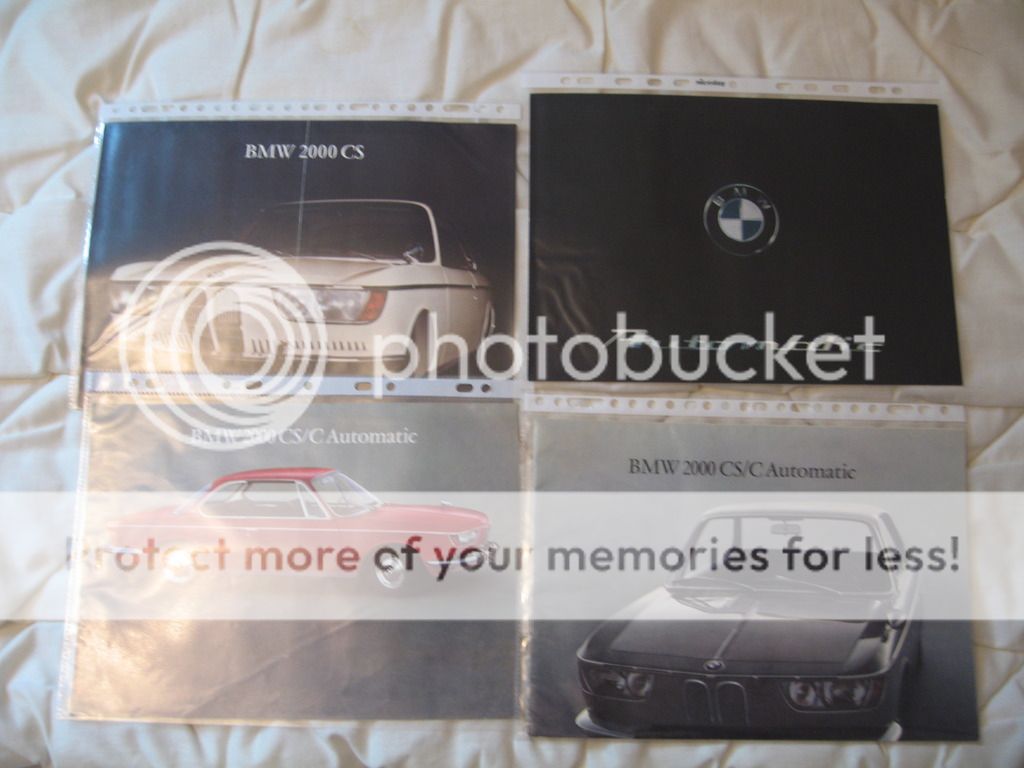 BMW 2000 CS
BMW
Automatic
photobucket
BMW 2000 CS/C Automatic
BMW 2000 CS/C Automatic
Protect more of your memories for less!